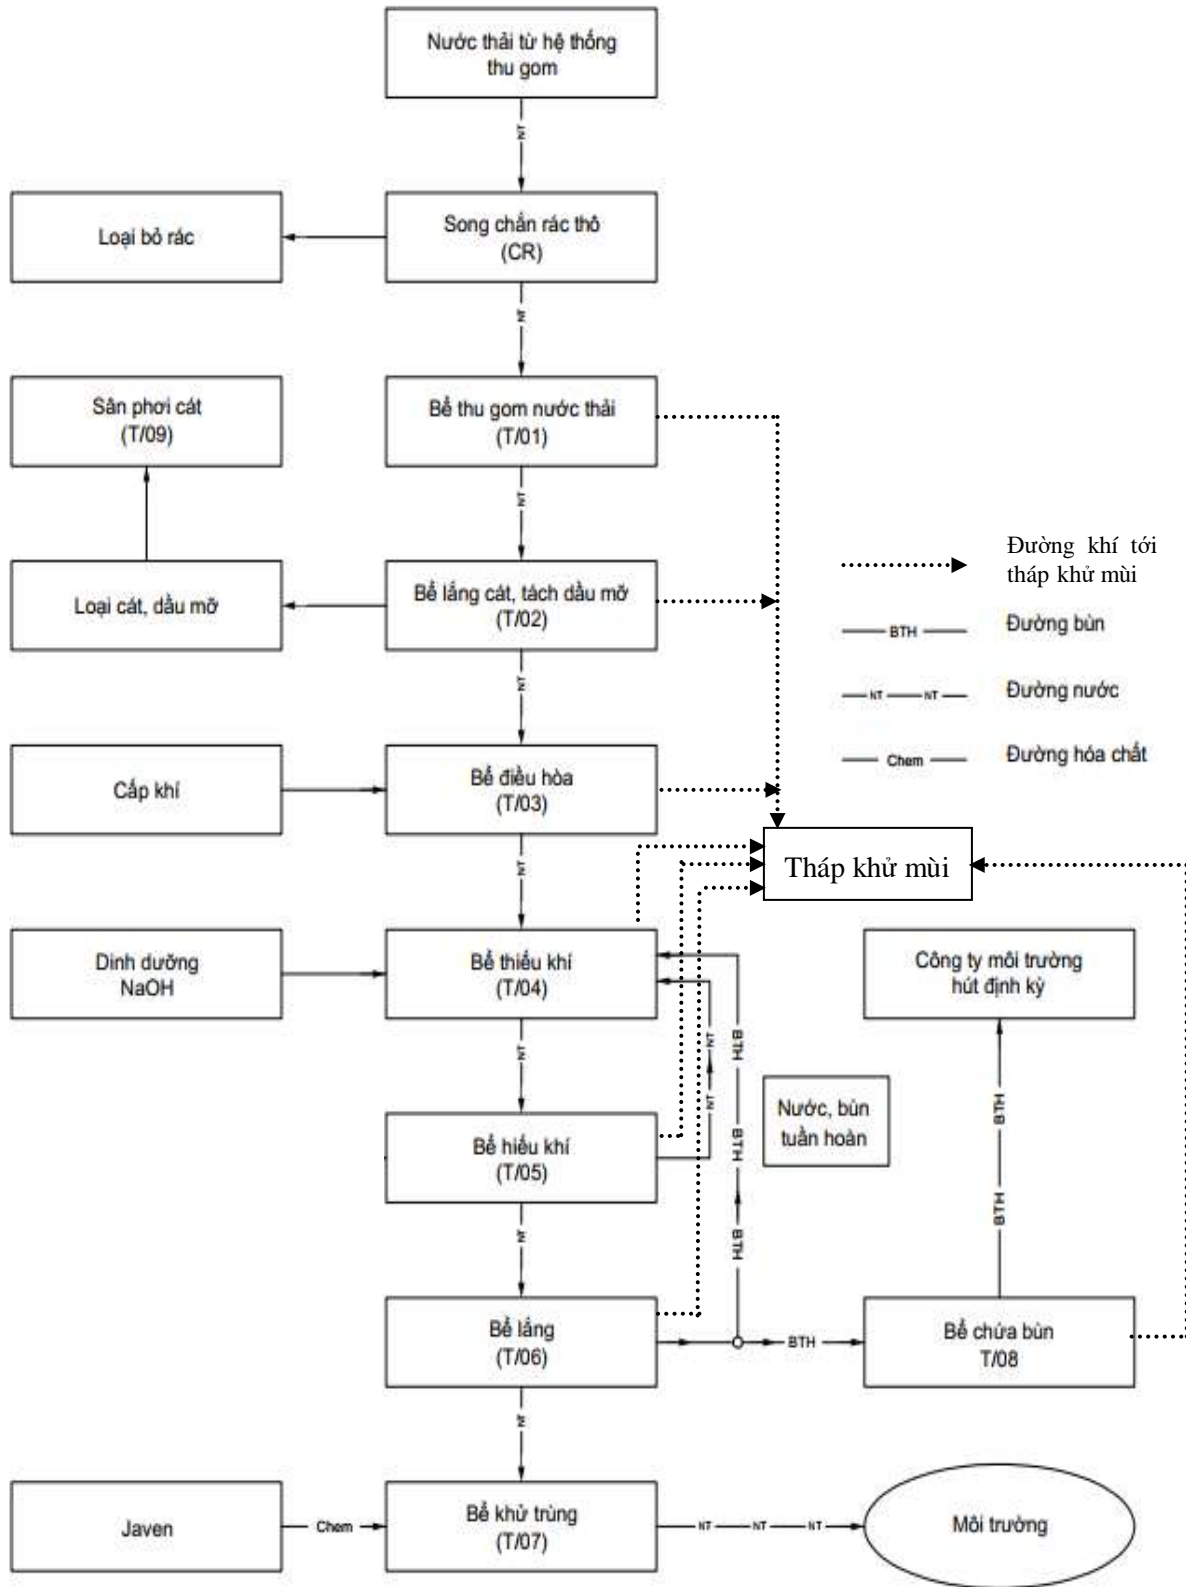 Nước thải từ hệ thống
thu gom
NT
Loại bỏ rác
Song chắn rác thô
(CR)
NT
Sân phơi cát
(T/09)
Bể thu gom nước thải
(T/01)
NT
Loại cát, dầu mỡ
Bể lắng cát, tách dầu mỡ
(T/02)
NT
Đường khí tới
tháp khử mùi
BTH
Đường bùn
NT NT
Đường nước
Chem
Đường hóa chất
Cấp khí
Bể điều hòa
(T/03)
NT
Tháp khử mùi
Dinh dưỡng
NaOH
Bể thiếu khí
(T/04)
Công ty môi trường
hút định kỳ
NT
NT
NT
BTH
BTH
BTH
BTH
BTH
Nước, bùn
tuần hoàn
Bể hiếu khí
(T/05)
NT
Bể lắng
(T/06)
BTH
Bể chứa bùn
T/08
NT
Javen
Chem
Bể khử trùng
(T/07)
NT NT NT
Môi trường